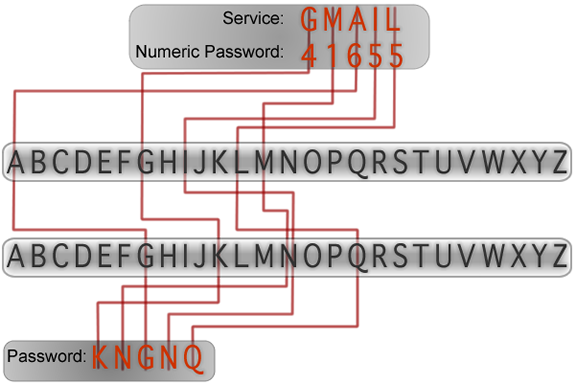 Service: GMAIL
Numeric Password: 41655
ABCDEFGHIJKLMNOPQRSTUVWXYZ
ABCDEFGHIJKLMNOPQRSTUVWXYZ
Password: KNGNQ